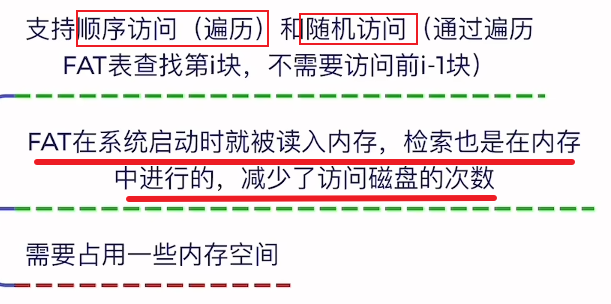 支持顺序访问（遍历）和随机访问（通过遍历
FAT表查找第i块，不需要访问前i-1块）
FAT在系统启动时就被读入内存，检索也是在内存
中进行的，减少了访问磁盘的次数
需要占用一些内存空间